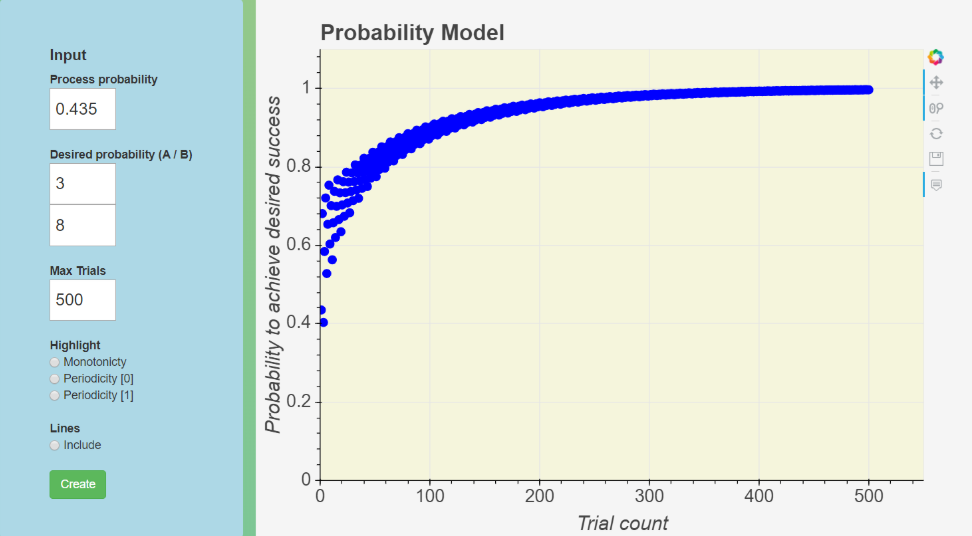 Input
Process probability
0.435
Desired probability (A / B)
3
8
Max Trials
500
Highlight
Monotonicty
Periodicity [0]
Periodicity [1]
Lines
Include
Create
Probability Model
Probability to achieve desired success
1
0.8
0.6
0.4
0.2
0
0 100 200 300 400 500
Trial count